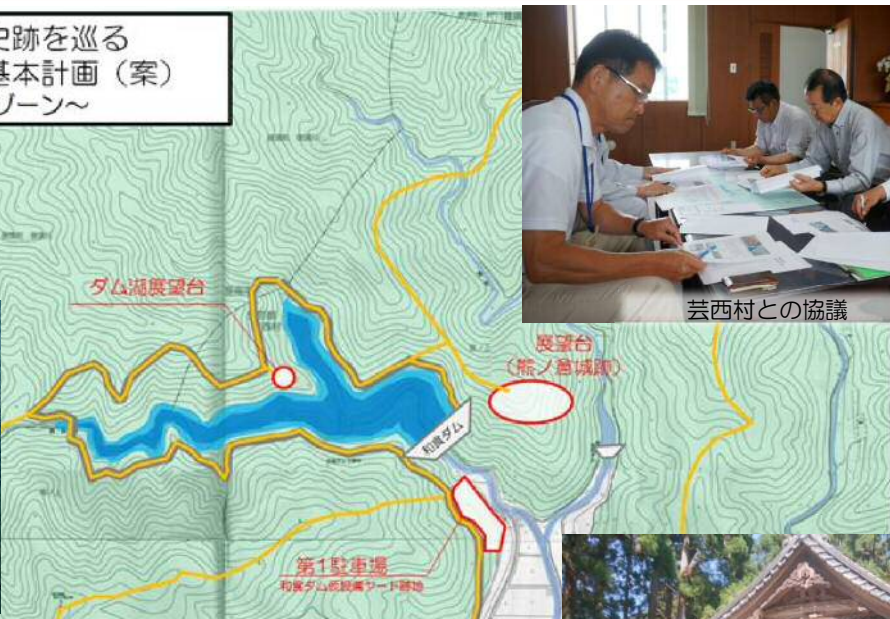 史跡を巡る
基本計画（案）
ゾーン～
芸西村との協議
ダム湖展望台
展望台
（熊ノ倉城跡）
和食ダム
第1駐車場
和食ダム仮設備ヤード跡地